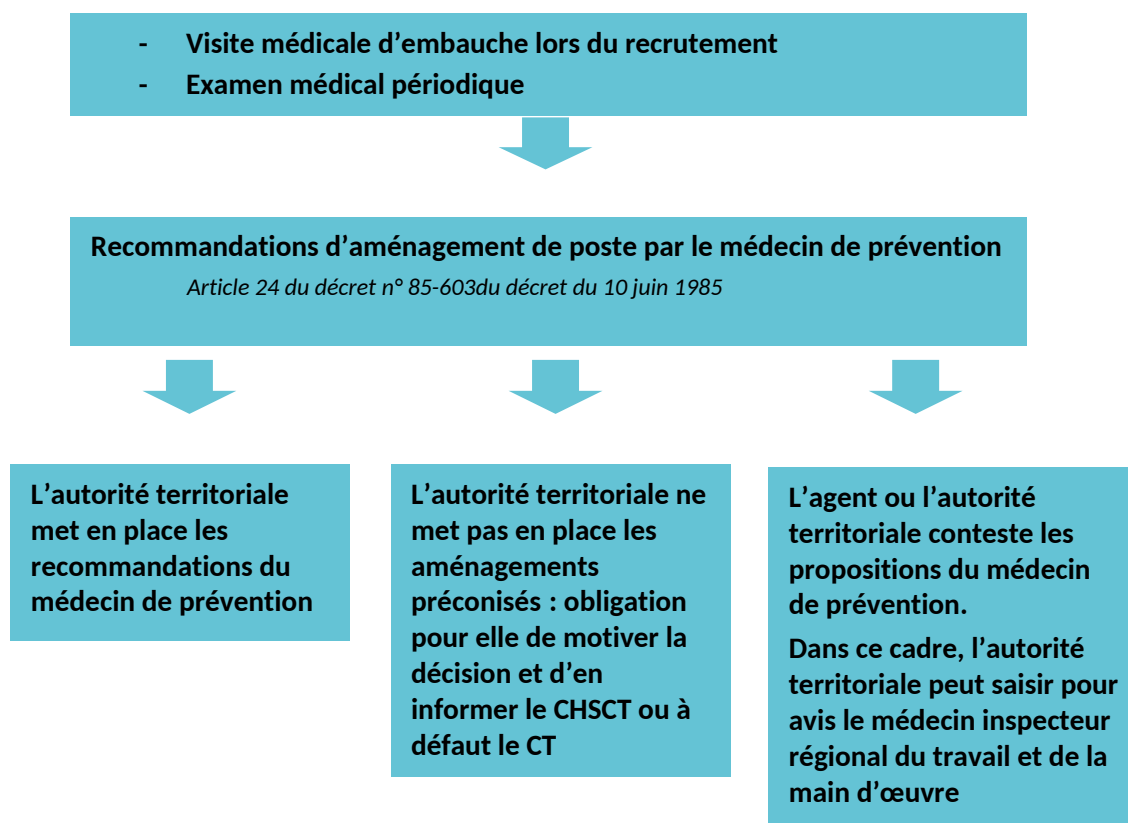 - Visite médicale d’embauche lors du recrutement
- Examen médical périodique
Recommandations d’aménagement de poste par le médecin de prévention
Article 24 du décret n° 85-603du décret du 10 juin 1985
L’autorité territoriale
met en place les
recommandations du
médecin de prévention
L’autorité territoriale ne
met pas en place les
aménagements
préconisés : obligation
pour elle de motiver la
décision et d’en
informer le CHSCT ou à
défaut le CT
L’agent ou l’autorité
territoriale conteste les
propositions du médecin
de prévention.
Dans ce cadre, l’autorité
territoriale peut saisir pour
avis le médecin inspecteur
régional du travail et de la
main d’œuvre